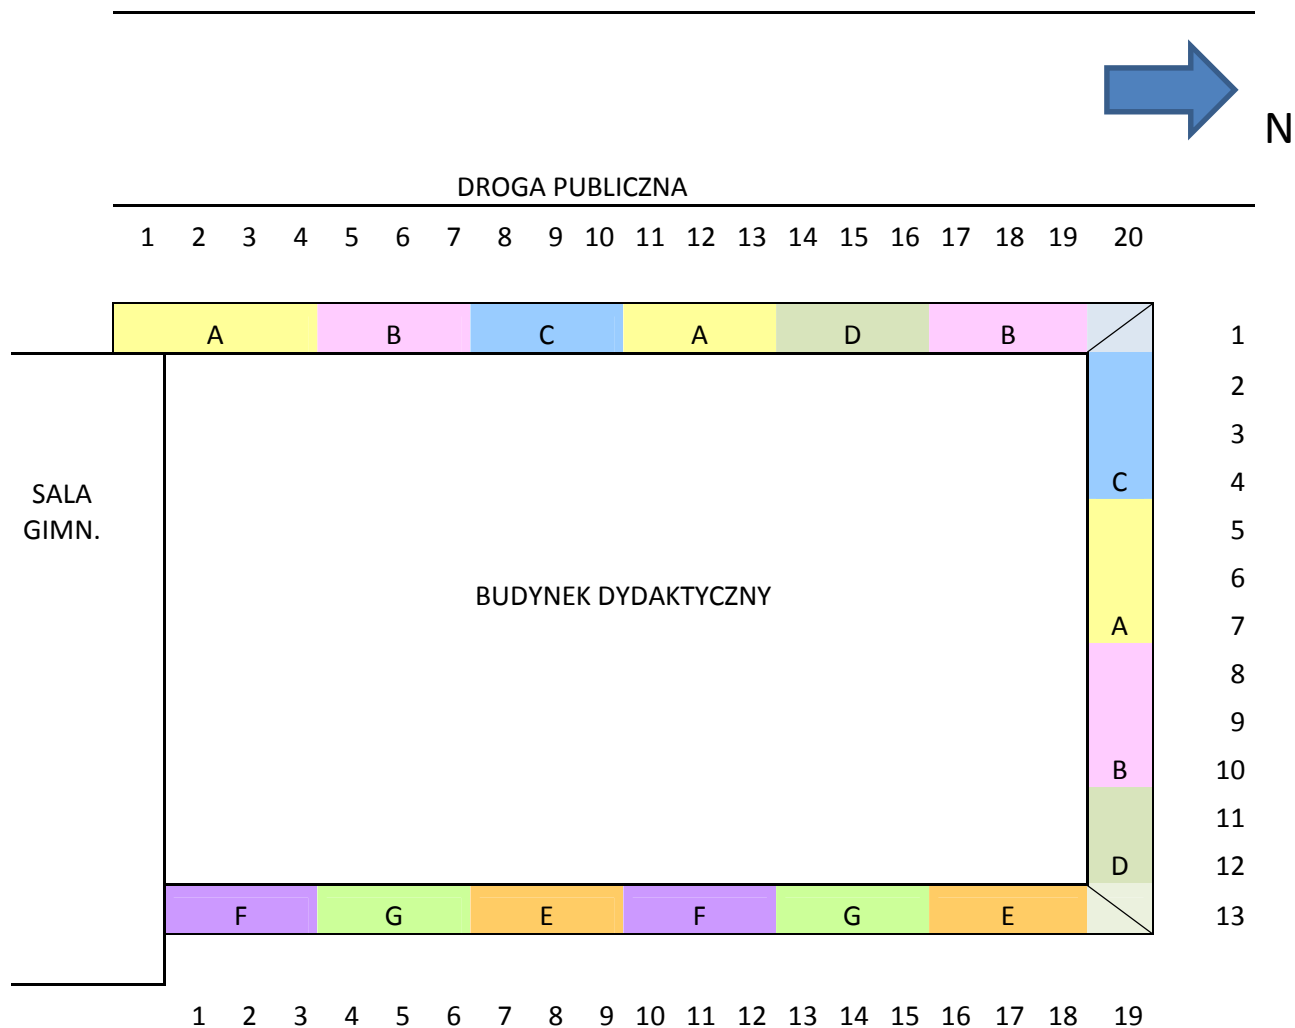 N
DROGA PUBLICZNA
1 2 3 4 5 6 7 8 9 10 11 12 13 14 15 16 17 18 19 20
A B C A D B 1
2
3
C 4
SALA
GIMN.
5
6
BUDYNEK DYDAKTYCZNY
A 7
8
9
B 10
11
D 12
F G E F G E 13
1 2 3 4 5 6 7 8 9 10 11 12 13 14 15 16 17 18 19